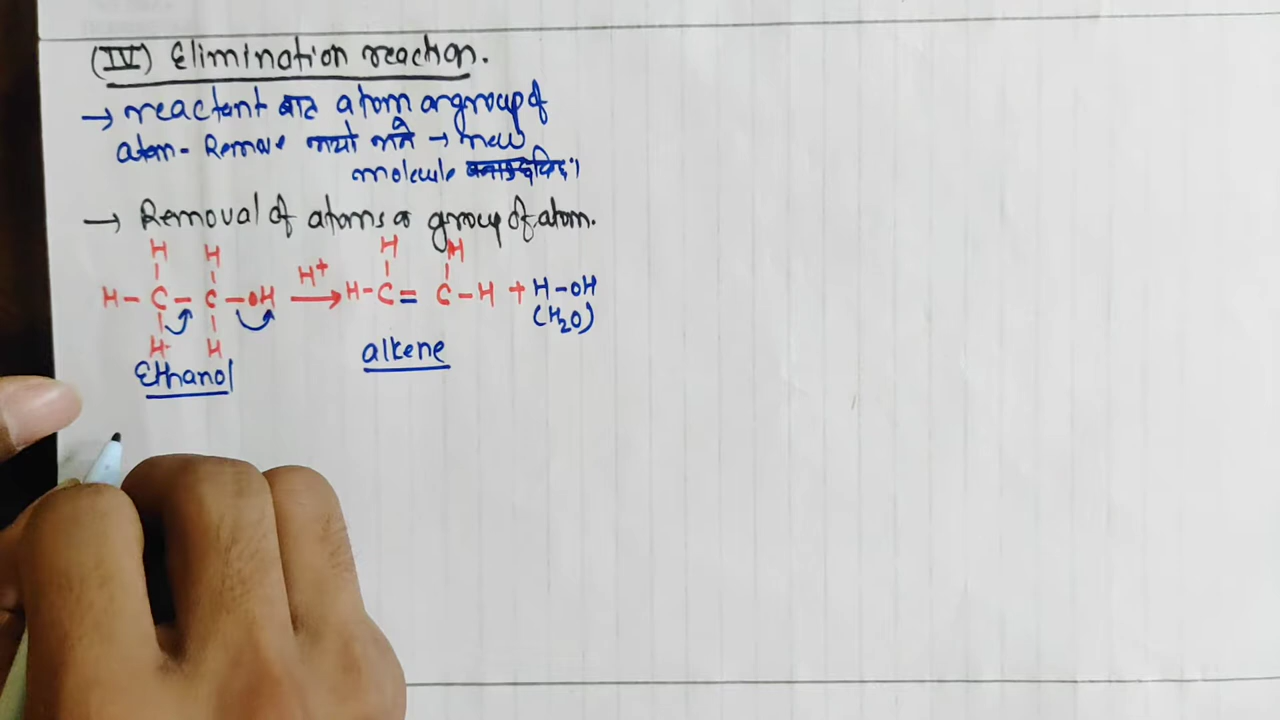 (IV) Elimination reaction.
→ reactant बाट atom or group of
atom - Remove गर्यो भने → new
molecule
→ Removal of atoms or group of atom.
H H H H
H - C - C - OH H+ → H - C = C - H + H - OH
H H (H2O)
Ethanol alkene